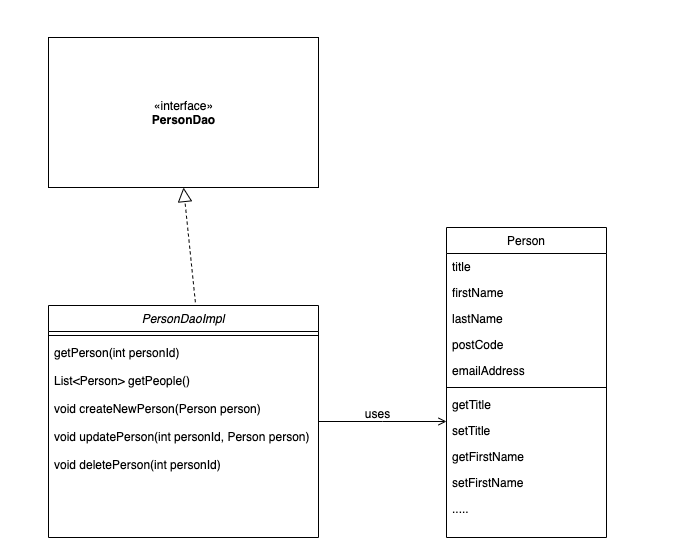 «interface»
PersonDao
PersonDaoImpl
getPerson(int personId)
List<Person> getPeople()
void createNewPerson(Person person)
void updatePerson(int personId, Person person)
void deletePerson(int personId)
uses
Person
title
firstName
lastName
postCode
emailAddress
getTitle
setTitle
getFirstName
setFirstName
.....